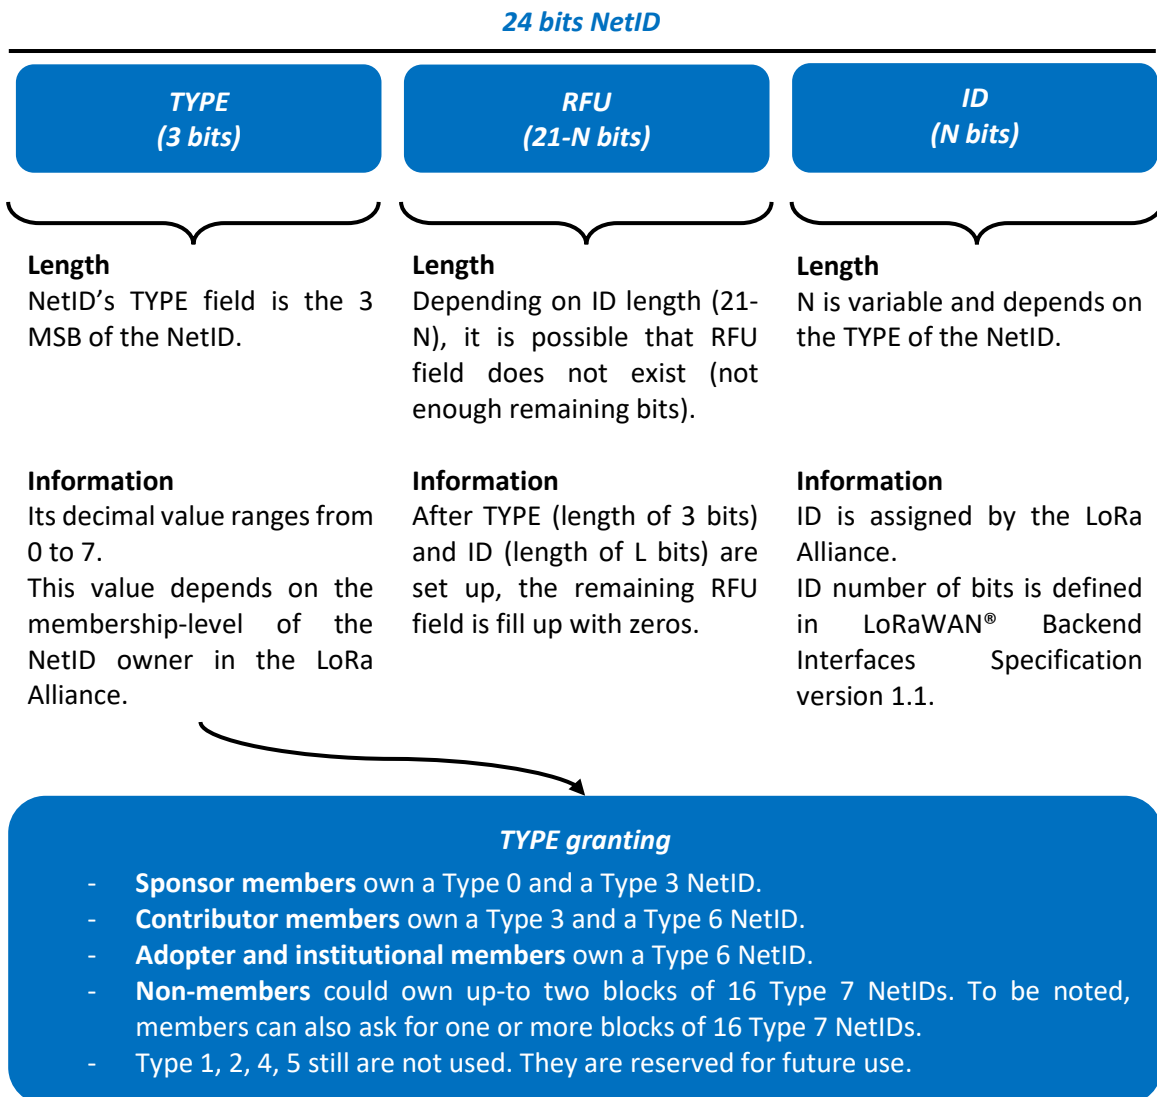 24 bits NetID
TYPE
(3 bits)
RFU
(21-N bits)
ID
(N bits)
Length
NetID’s TYPE field is the 3
MSB of the NetID.
Information
Its decimal value ranges from
0 to 7.
This value depends on the
membership-level of the
NetID owner in the LoRa
Alliance.
Length
Depending on ID length (21-
N), it is possible that RFU
field does not exist (not
enough remaining bits).
Information
After TYPE (length of 3 bits)
and ID (length of L bits) are
set up, the remaining RFU
field is fill up with zeros.
Length
N is variable and depends on
the TYPE of the NetID.
Information
ID is assigned by the LoRa
Alliance.
ID number of bits is defined
in LoRaWAN® Backend
Interfaces Specification
version 1.1.
TYPE granting
- Sponsor members own a Type 0 and a Type 3 NetID.
- Contributor members own a Type 3 and a Type 6 NetID.
- Adopter and institutional members own a Type 6 NetID.
- Non-members could own up-to two blocks of 16 Type 7 NetIDs. To be noted,
members can also ask for one or more blocks of 16 Type 7 NetIDs.
- Type 1, 2, 4, 5 still are not used. They are reserved for future use.